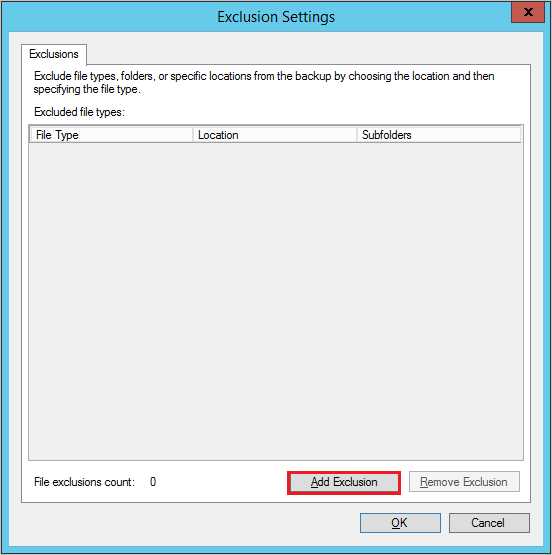 Exclusion Settings
x
Exclusions
Exclude file types, folders, or specific locations from the backup by choosing the location and then
specifying the file type.
Excluded file types:
File Type Location Subfolders
File exclusions count: 0 Add Exclusion Remove Exclusion
OK Cancel